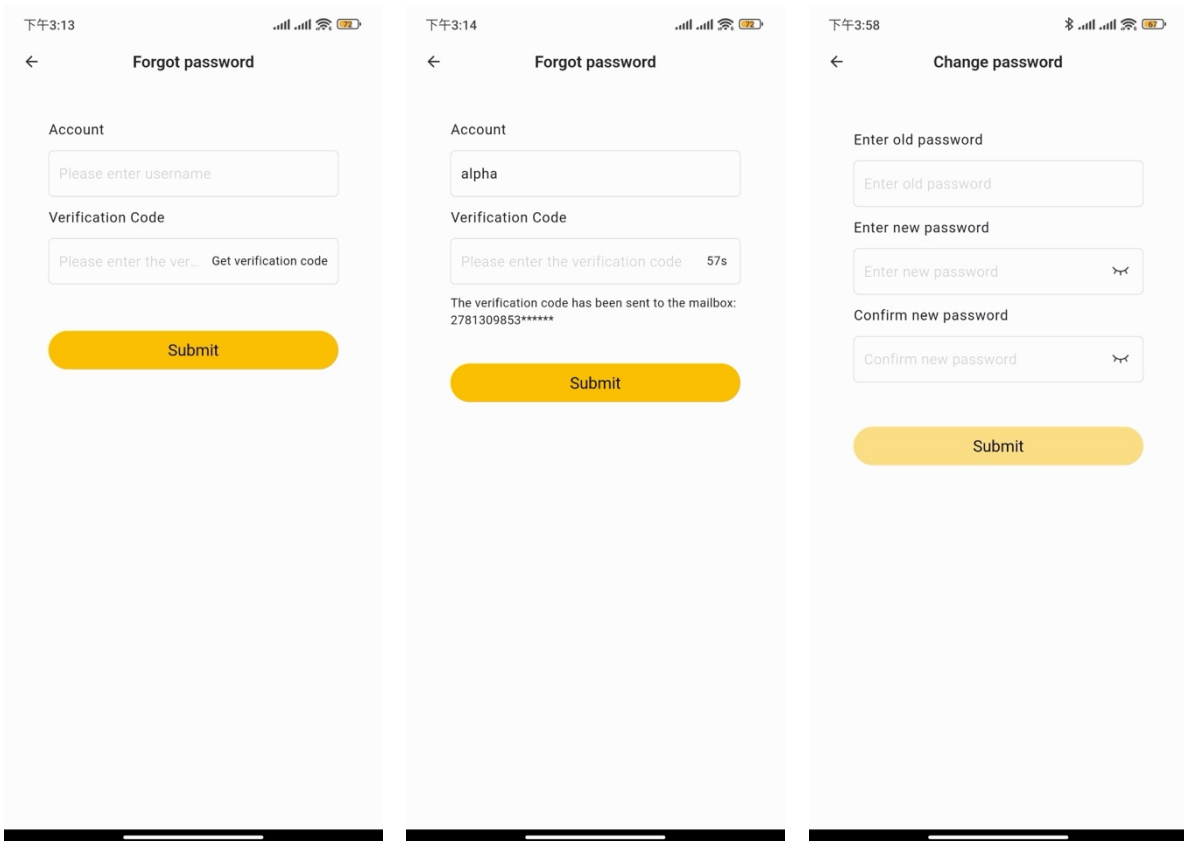 下午3:13
72
Forgot password
Account
Please enter username
Verification Code
Please enter the ver... Get verification code
Submit
下午3:14
72
Forgot password
Account
alpha
Verification Code
Please enter the verification code 57s
The verification code has been sent to the mailbox:
2781309853******
Submit
下午3:58
67
Change password
Enter old password
Enter old password
Enter new password
Enter new password
Confirm new password
Confirm new password
Submit